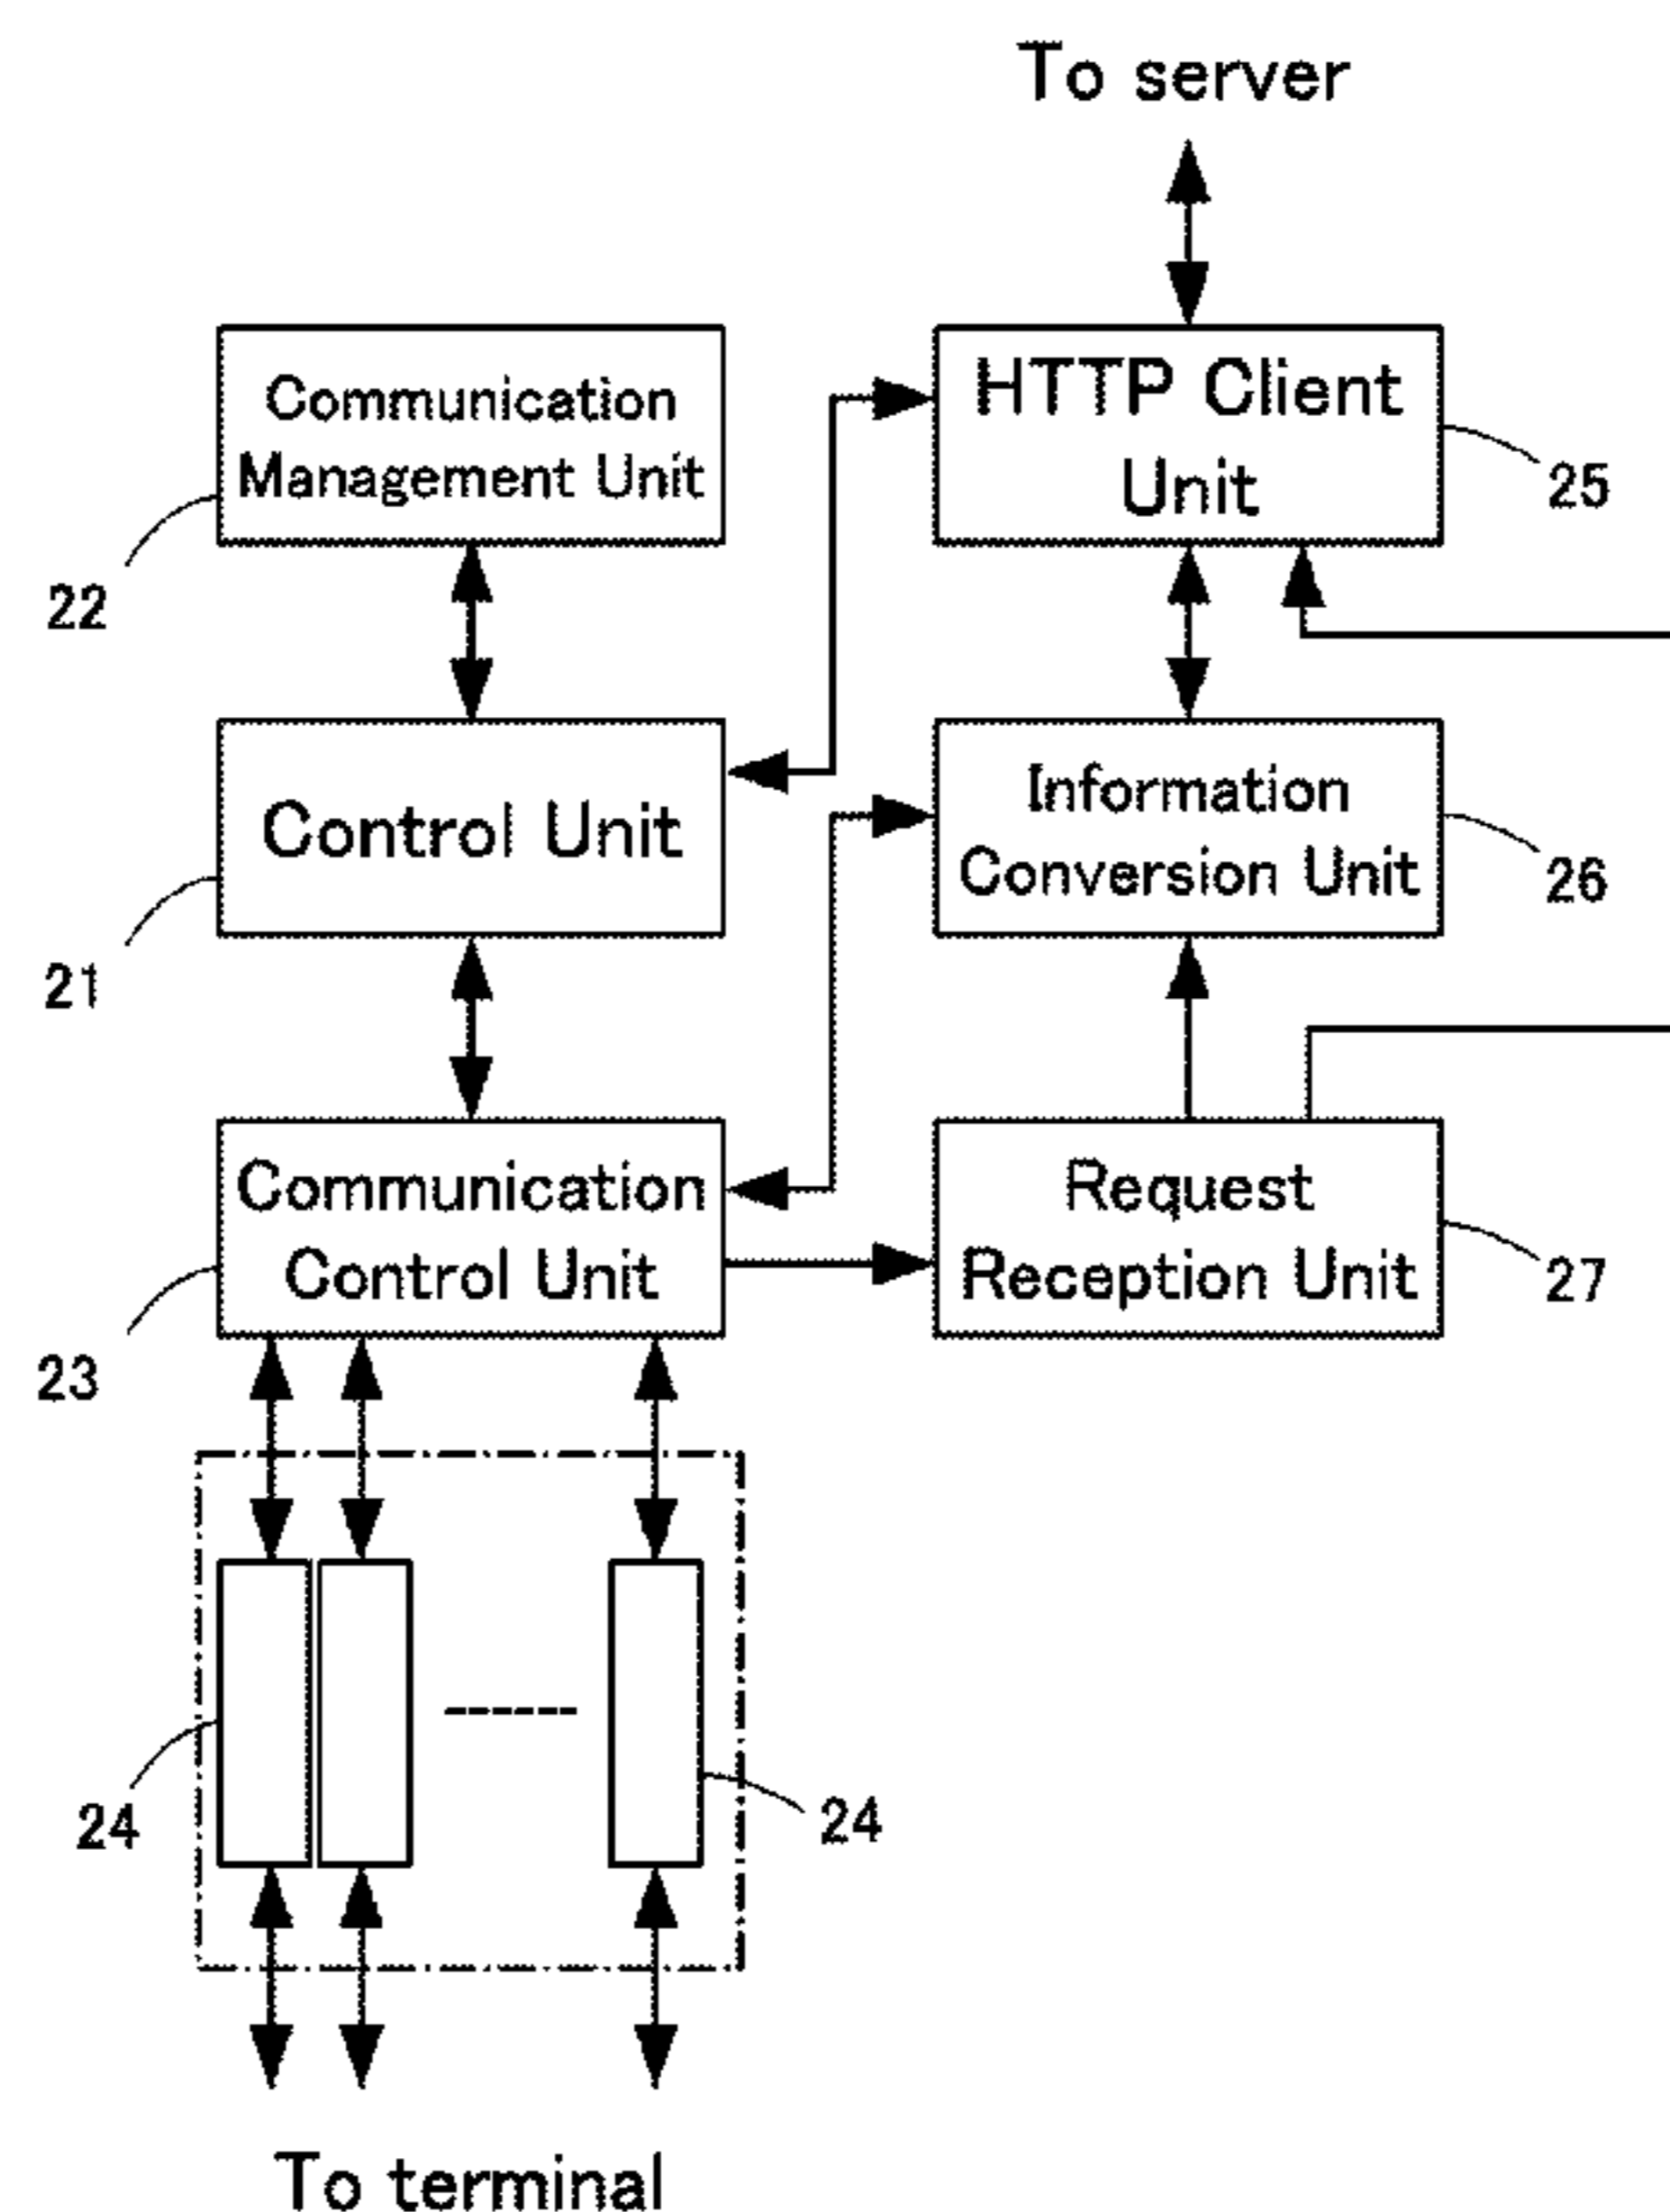 To server
Communication
Management Unit
22
HTTP Client
Unit
25
Control Unit
21
Information
Conversion Unit
26
Communication
Control Unit
23
Request
Reception Unit
27
24
24
To terminal